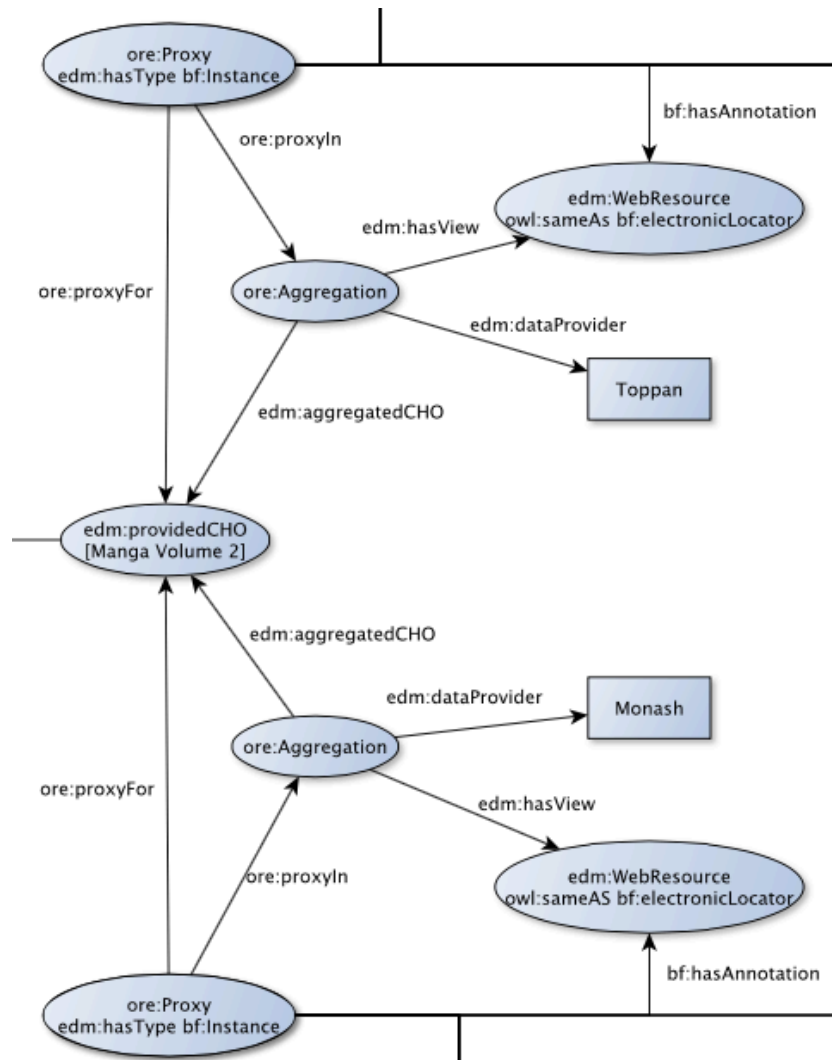 ore:Proxy
edm:hasType bf:Instance
bf:hasAnnotation
ore:proxyIn
edm:WebResource
owl:sameAs bf:electronicLocator
edm:hasView
ore:proxyFor
ore:Aggregation
edm:dataProvider
Toppan
edm:aggregatedCHO
edm:providedCHO
[Manga Volume 2]
edm:aggregatedCHO
edm:dataProvider
Monash
ore:Aggregation
ore:proxyFor
edm:hasView
ore:proxyIn
edm:WebResource
owl:sameAS bf:electronicLocator
bf:hasAnnotation
ore:Proxy
edm:hasType bf:Instance